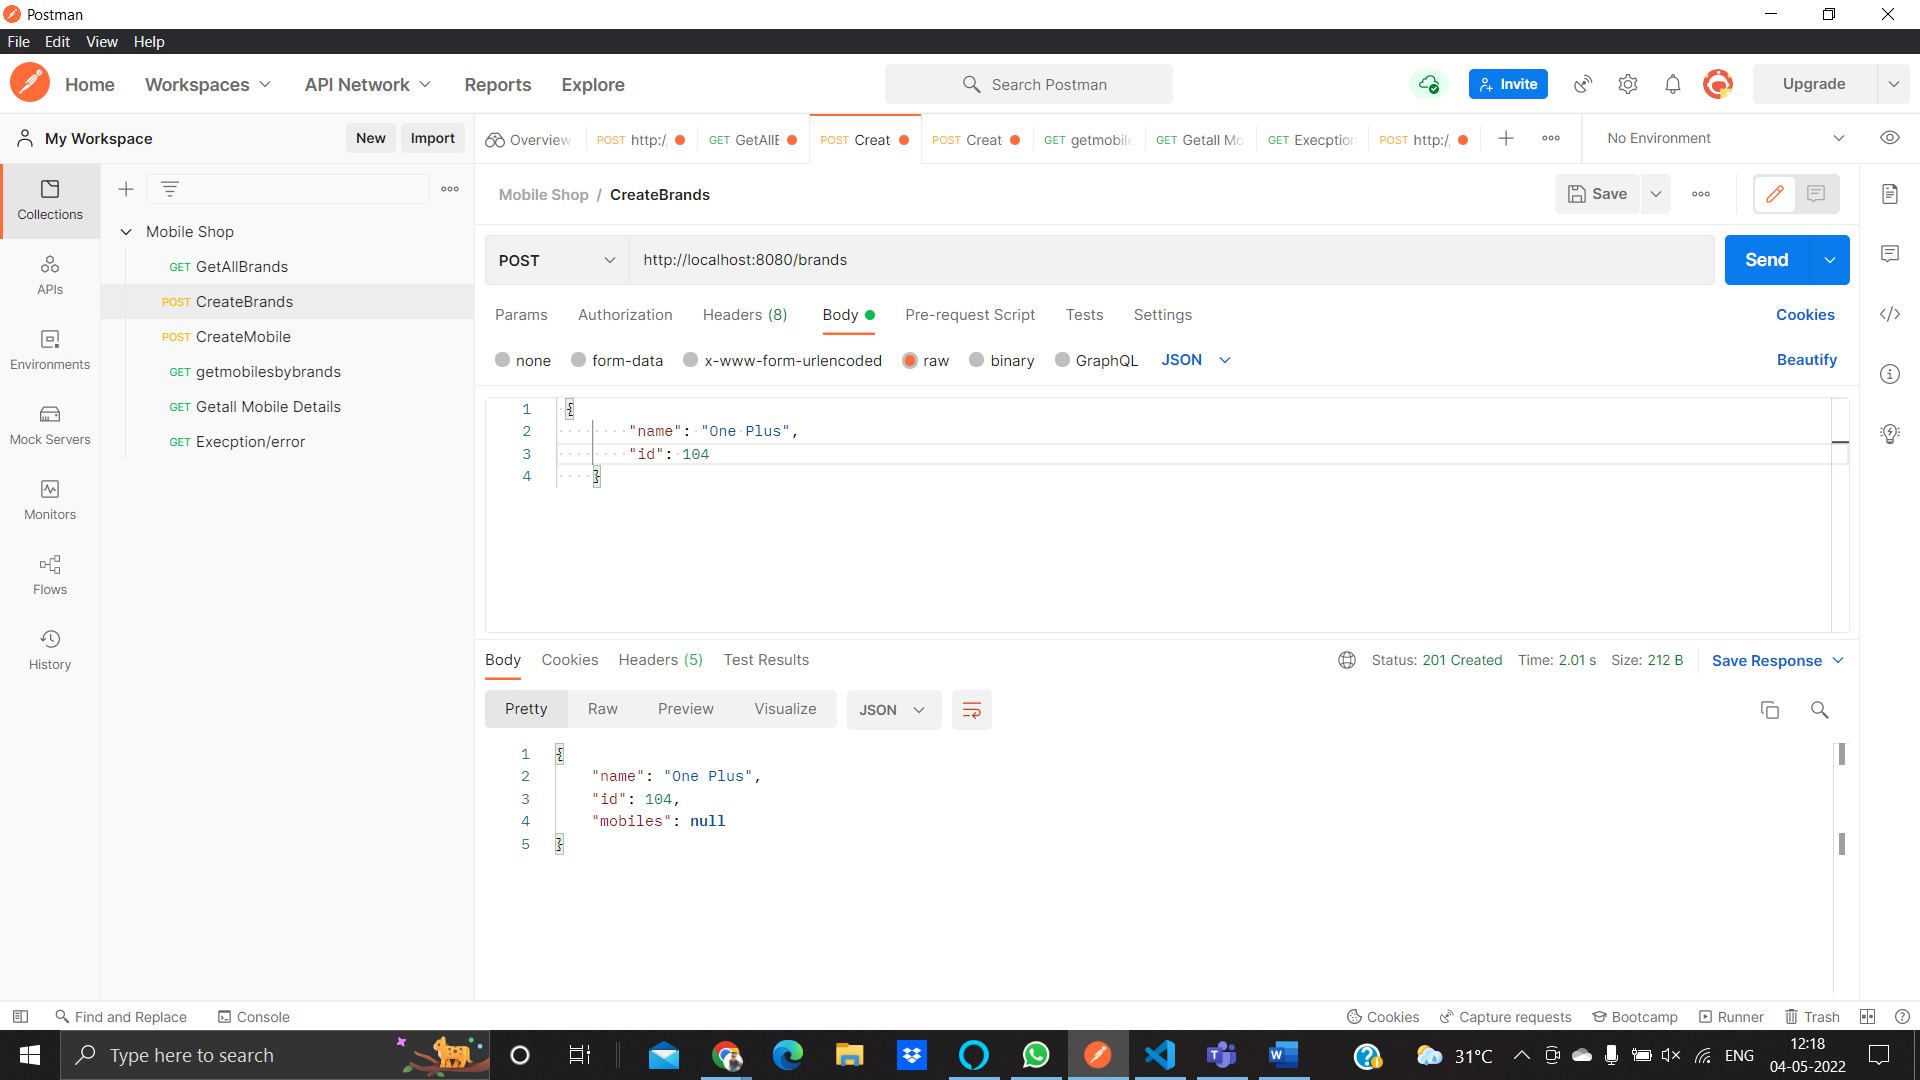 Postman
File Edit View Help
Home Workspaces API Network Reports Explore Search Postman Invite Upgrade
My Workspace New Import
Overview POST http:/ GET GetAllE POST Creat POST Creat GET getmobile GET Getall Mo GET Execption POST http:/ No Environment
Collections
APIs
Environments
Mock Servers
Monitors
Flows
History
Mobile Shop
GET GetAllBrands
POST CreateBrands
POST CreateMobile
GET getmobilesbybrands
GET Getall Mobile Details
GET Execption/error
Mobile Shop / CreateBrands Save
POST http://localhost:8080/brands Send
Params Authorization Headers (8) Body Pre-request Script Tests Settings Cookies
none form-data x-www-form-urlencoded raw binary GraphQL JSON Beautify
1 {
2 "name": "One Plus",
3 "id": 104
4 }
Body Cookies Headers (5) Test Results Status: 201 Created Time: 2.01 s Size: 212 B Save Response
Pretty Raw Preview Visualize JSON
1 {
2 "name": "One Plus",
3 "id": 104,
4 "mobiles": null
5 }
Find and Replace Console Cookies Capture requests Bootcamp Runner Trash
Type here to search 31°C ENG 12:18
04-05-2022